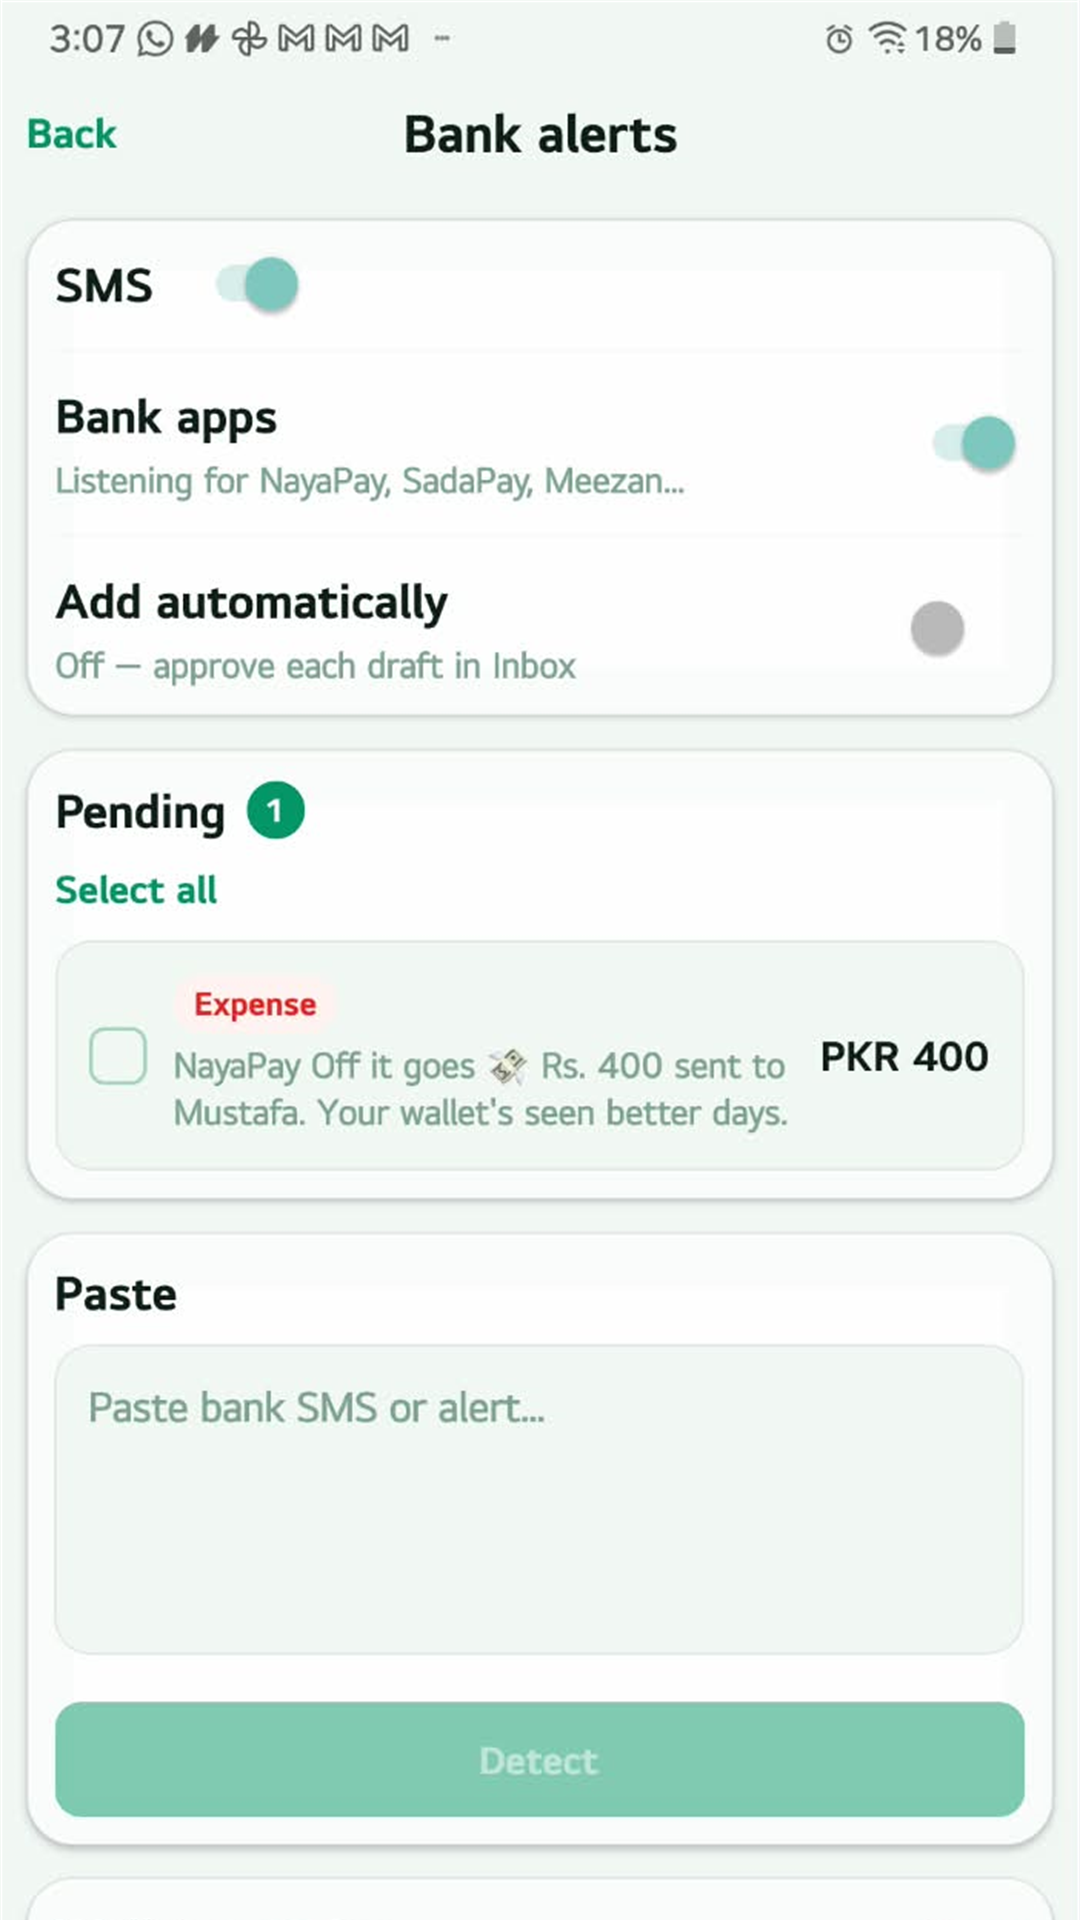 3:07 18%
Back Bank alerts
SMS
Bank apps
Listening for NayaPay, SadaPay, Meezan...
Add automatically
Off — approve each draft in Inbox
Pending 1
Select all
Expense
NayaPay Off it goes 💸 Rs. 400 sent to
Mustafa. Your wallet's seen better days.
PKR 400
Paste
Paste bank SMS or alert...
Detect